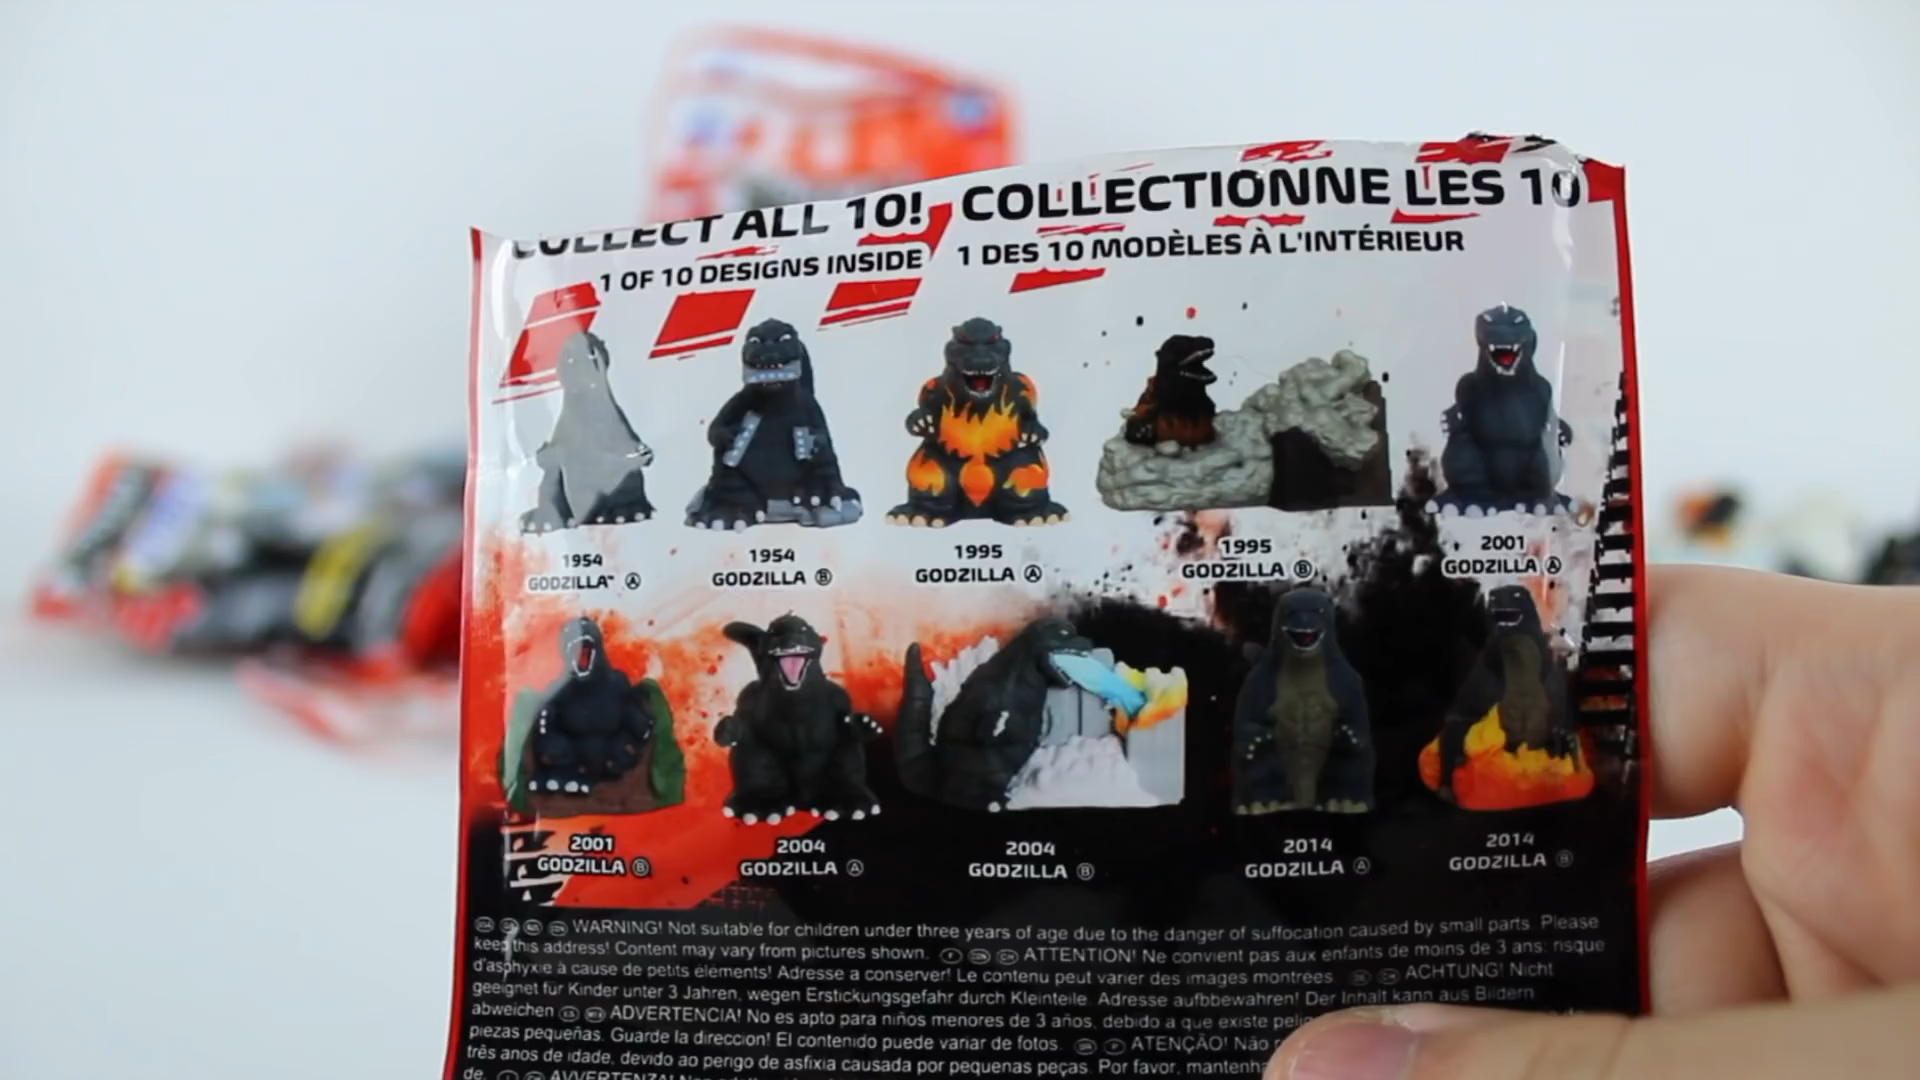 COLLECT ALL 10! COLLECTIONNE LES 10
1 OF 10 DESIGNS INSIDE 1 DES 10 MODÈLES À L'INTÉRIEUR
1954 GODZILLA™ Ⓐ
1954 GODZILLA Ⓑ
1995 GODZILLA Ⓐ
1995 GODZILLA Ⓑ
2001 GODZILLA Ⓐ
2001 GODZILLA Ⓑ
2004 GODZILLA Ⓐ
2004 GODZILLA Ⓑ
2014 GODZILLA Ⓐ
2014 GODZILLA Ⓑ
WARNING! Not suitable for children under three years of age due to the danger of suffocation caused by small parts. Please
keep this address! Content may vary from pictures shown. ATTENTION! Ne convient pas aux enfants de moins de 3 ans: risque
d'asphyxie à cause de petits éléments! Adresse a conserver! Le contenu peut varier des images montrées. ACHTUNG! Nicht
geeignet für Kinder unter 3 Jahren, wegen Erstickungsgefahr durch Kleinteile. Adresse aufbbewahren! Der Inhalt kann aus Bildern
abweichen ADVERTENCIA! No es apto para niños menores de 3 años, debido a que existe
piezas pequeñas. Guarde la direccion! El contenido puede variar de fotos. ATENÇÃO! Não
três anos de idade, devido ao perigo de asfixia causada por pequenas peças. Por favor,
de.